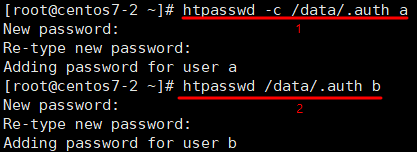 [root@centos7-2 ~]# htpasswd -c /data/.auth a
New password:
1
Re-type new password:
Adding password for user a
[root@centos7-2 ~]# htpasswd /data/.auth b
New password:
2
Re-type new password:
Adding password for user b